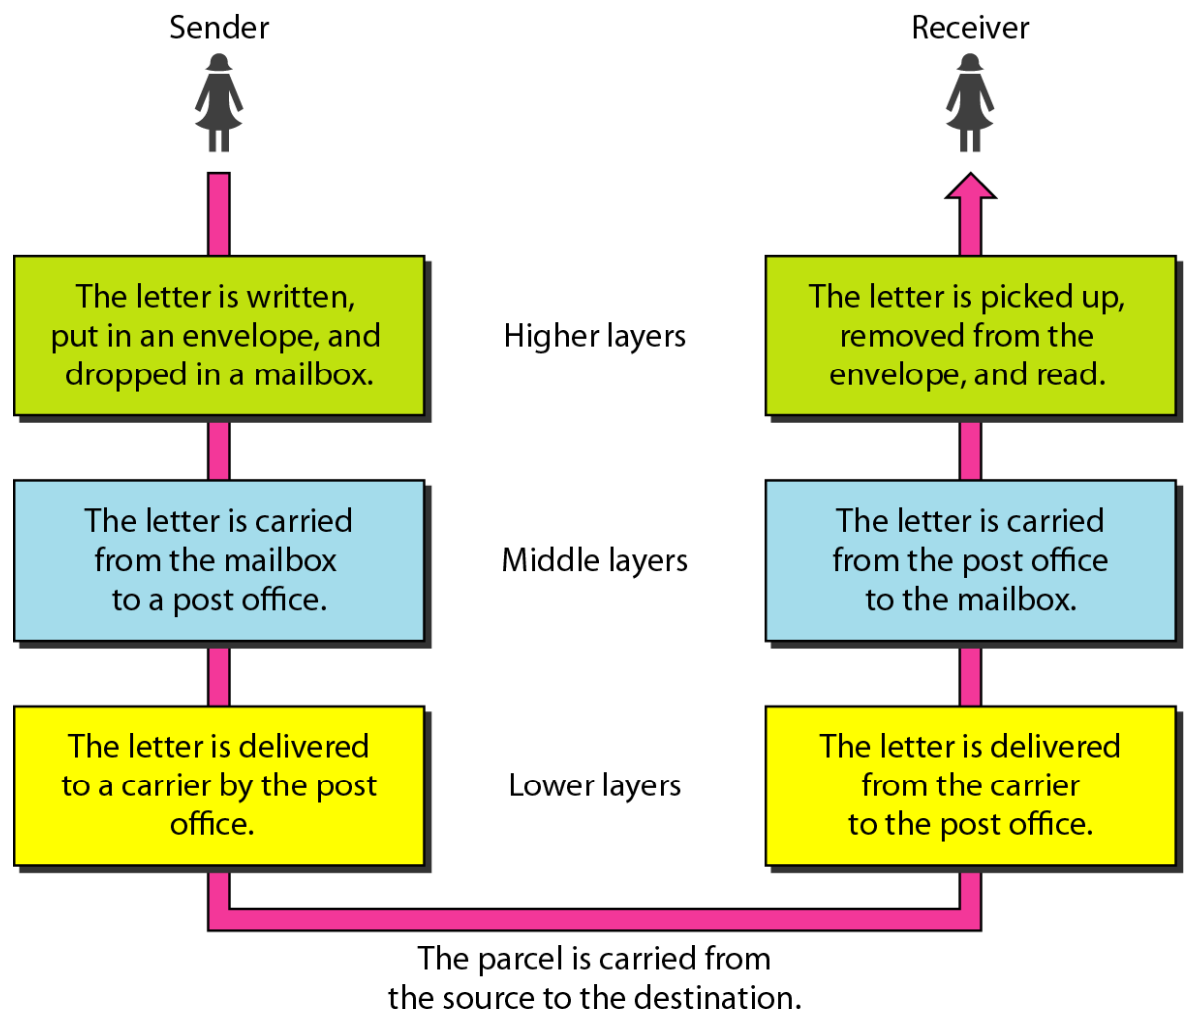 Sender
Receiver
The letter is written,
put in an envelope, and
dropped in a mailbox.
Higher layers
The letter is picked up,
removed from the
envelope, and read.
The letter is carried
from the mailbox
to a post office.
Middle layers
The letter is carried
from the post office
to the mailbox.
The letter is delivered
to a carrier by the post
office.
Lower layers
The letter is delivered
from the carrier
to the post office.
The parcel is carried from
the source to the destination.